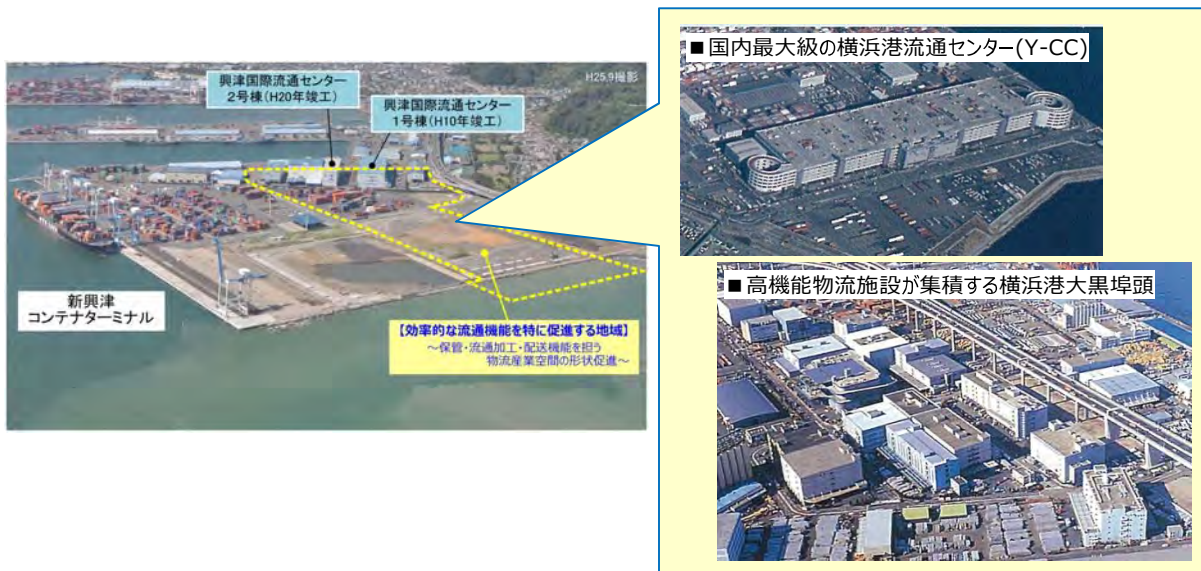 H25.9撮影
興津国際流通センター
2号棟(H20年竣工)
興津国際流通センター
1号棟(H10年竣工)
新興津
コンテナターミナル
【効率的な流通機能を特に促進する地域】
～保管・流通加工・配送機能を担う
物流産業空間の形状促進～
■国内最大級の横浜港流通センター(Y-CC)
■高機能物流施設が集積する横浜港大黒埠頭